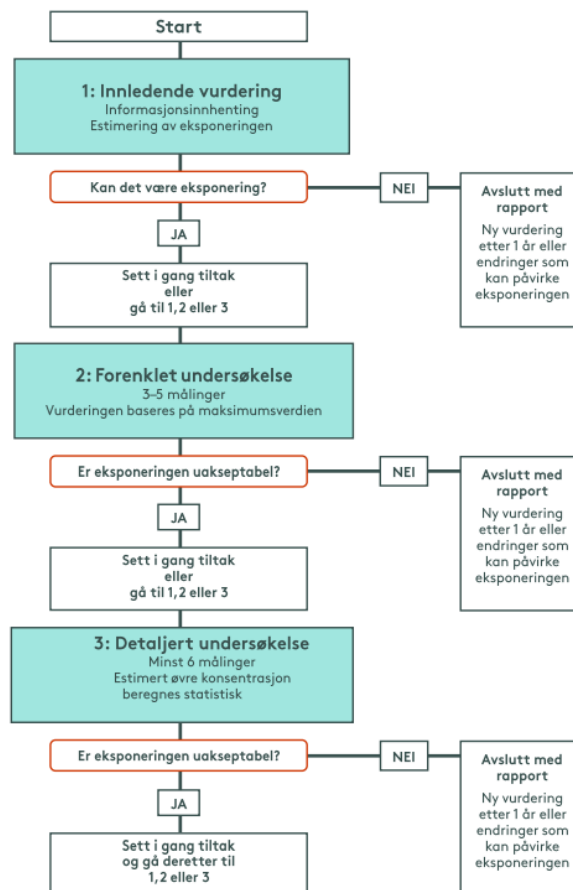 Start
1: Innledende vurdering
Informasjonsinnhenting
Estimering av eksponeringen
Kan det være eksponering?
NEI
Avslutt med
rapport
Ny vurdering
etter 1 år eller
endringer som
kan påvirke
eksponeringen
JA
Sett i gang tiltak
eller
gå til 1,2 eller 3
2: Forenklet undersøkelse
3–5 målinger
Vurderingen baseres på maksimumsverdien
Er eksponeringen uakseptabel?
NEI
Avslutt med
rapport
Ny vurdering
etter 1 år eller
endringer som
kan påvirke
eksponeringen
JA
Sett i gang tiltak
eller
gå til 1,2 eller 3
3: Detaljert undersøkelse
Minst 6 målinger
Estimert øvre konsentrasjon
beregnes statistisk
Er eksponeringen uakseptabel?
NEI
Avslutt med
rapport
Ny vurdering
etter 1 år eller
endringer som
kan påvirke
eksponeringen
JA
Sett i gang tiltak
og gå deretter til
1,2 eller 3